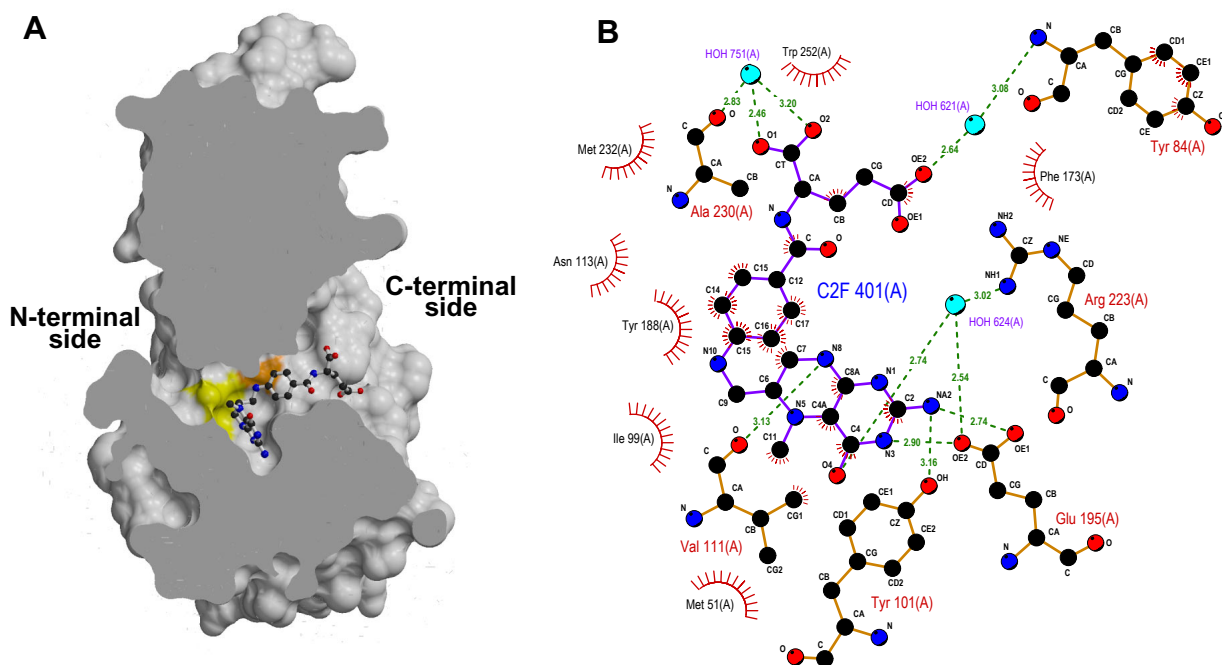 A
N-terminal
side
C-terminal
side
B
HOH 751(A)
Trp 252(A)
2.83
2.46
3.20
O
O1
O2
C
CT
CA
CB
N
Ala 230(A)
Met 232(A)
CA
CB
CG
CD
OE2
OE1
N
C
O
HOH 621(A)
2.64
3.08
N
CB
CA
C
O
CG
CD1
CE1
CZ
CD2
CE
O
Tyr 84(A)
Phe 173(A)
Asn 113(A)
Tyr 188(A)
Ile 99(A)
Met 51(A)
C2F 401(A)
C15
C12
C14
C17
C16
C15
N10
C7
C9
C6
N8
C8A
N1
C2
NA2
N5
C4A
C4
N3
C11
O4
3.13
2.74
3.02
2.54
2.74
2.90
3.16
HOH 624(A)
NH2
CZ
NE
NH1
CD
CG
CB
CA
C
N
O
Arg 223(A)
O
C
CA
N
CB
CG1
CG2
Val 111(A)
OH
CE1
CZ
CD1
CE2
CG
CD2
CB
CA
N
C
O
Tyr 101(A)
OE1
OE2
CD
CG
CB
CA
N
C
O
Glu 195(A)